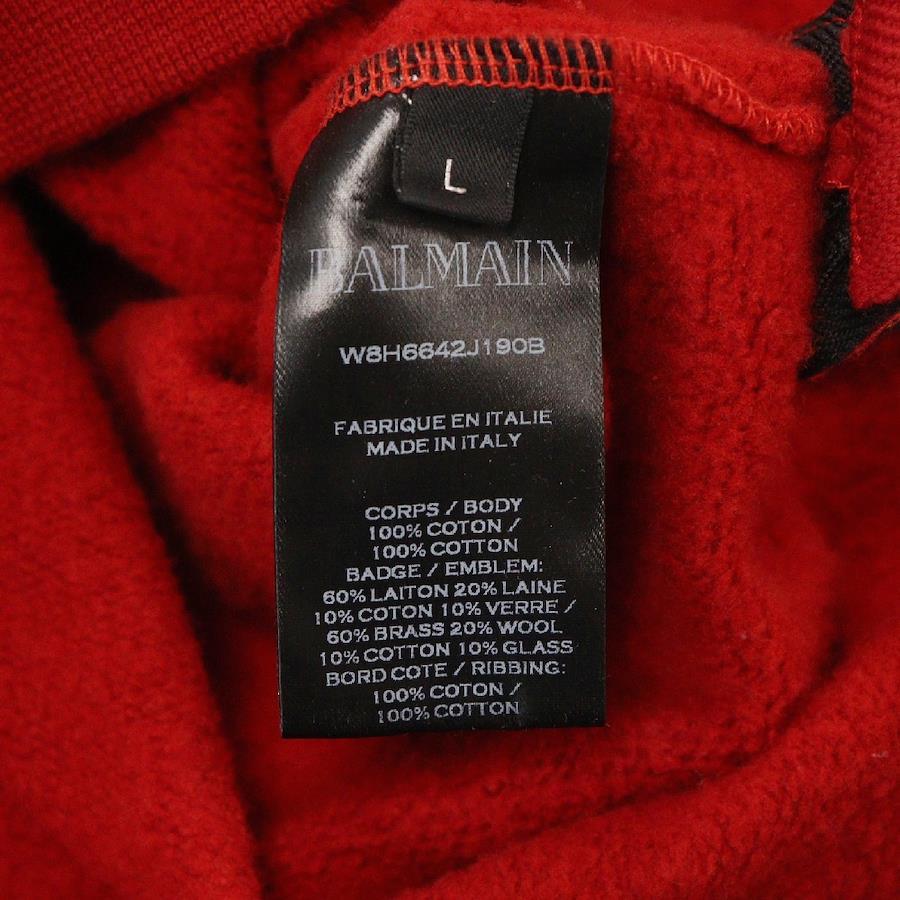 L
BALMAIN
W8H6642J190B
FABRIQUE EN ITALIE
MADE IN ITALY
CORPS / BODY
100% COTON /
100% COTTON
BADGE / EMBLEM:
60% LAITON 20% LAINE
10% COTON 10% VERRE /
60% BRASS 20% WOOL
10% COTTON 10% GLASS
BORD COTE / RIBBING:
100% COTON /
100% COTTON